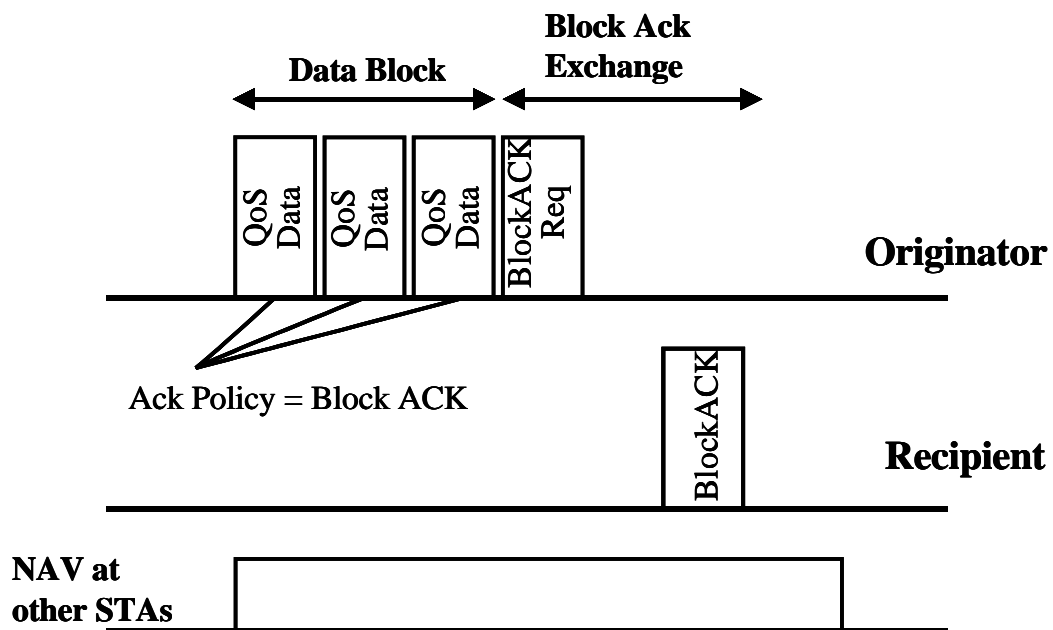 Block Ack
Exchange
Data Block
QoS
Data
QoS
Data
QoS
Data
BlockACK
Req
Originator
Ack Policy = Block ACK
BlockACK
Recipient
NAV at
other STAs